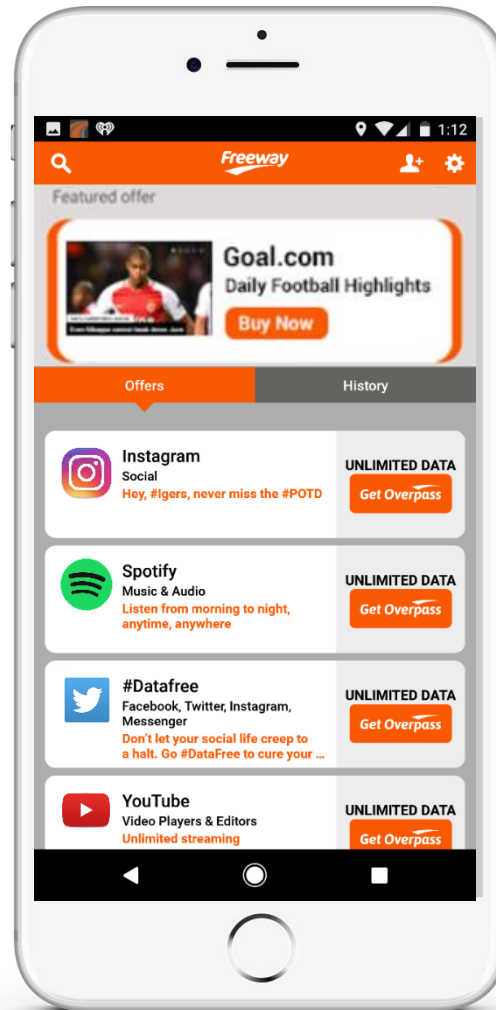 1:12
Freeway
Featured offer
Goal.com
Daily Football Highlights
Buy Now
Offers
History
Instagram
Social
Hey, #Igers, never miss the #POTD
UNLIMITED DATA
Get Overpass
Spotify
Music & Audio
Listen from morning to night,
anytime, anywhere
UNLIMITED DATA
Get Overpass
#Datafree
Facebook, Twitter, Instagram,
Messenger
Don't let your social life creep to
a halt. Go #DataFree to cure your ...
UNLIMITED DATA
Get Overpass
YouTube
Video Players & Editors
Unlimited streaming
UNLIMITED DATA
Get Overpass